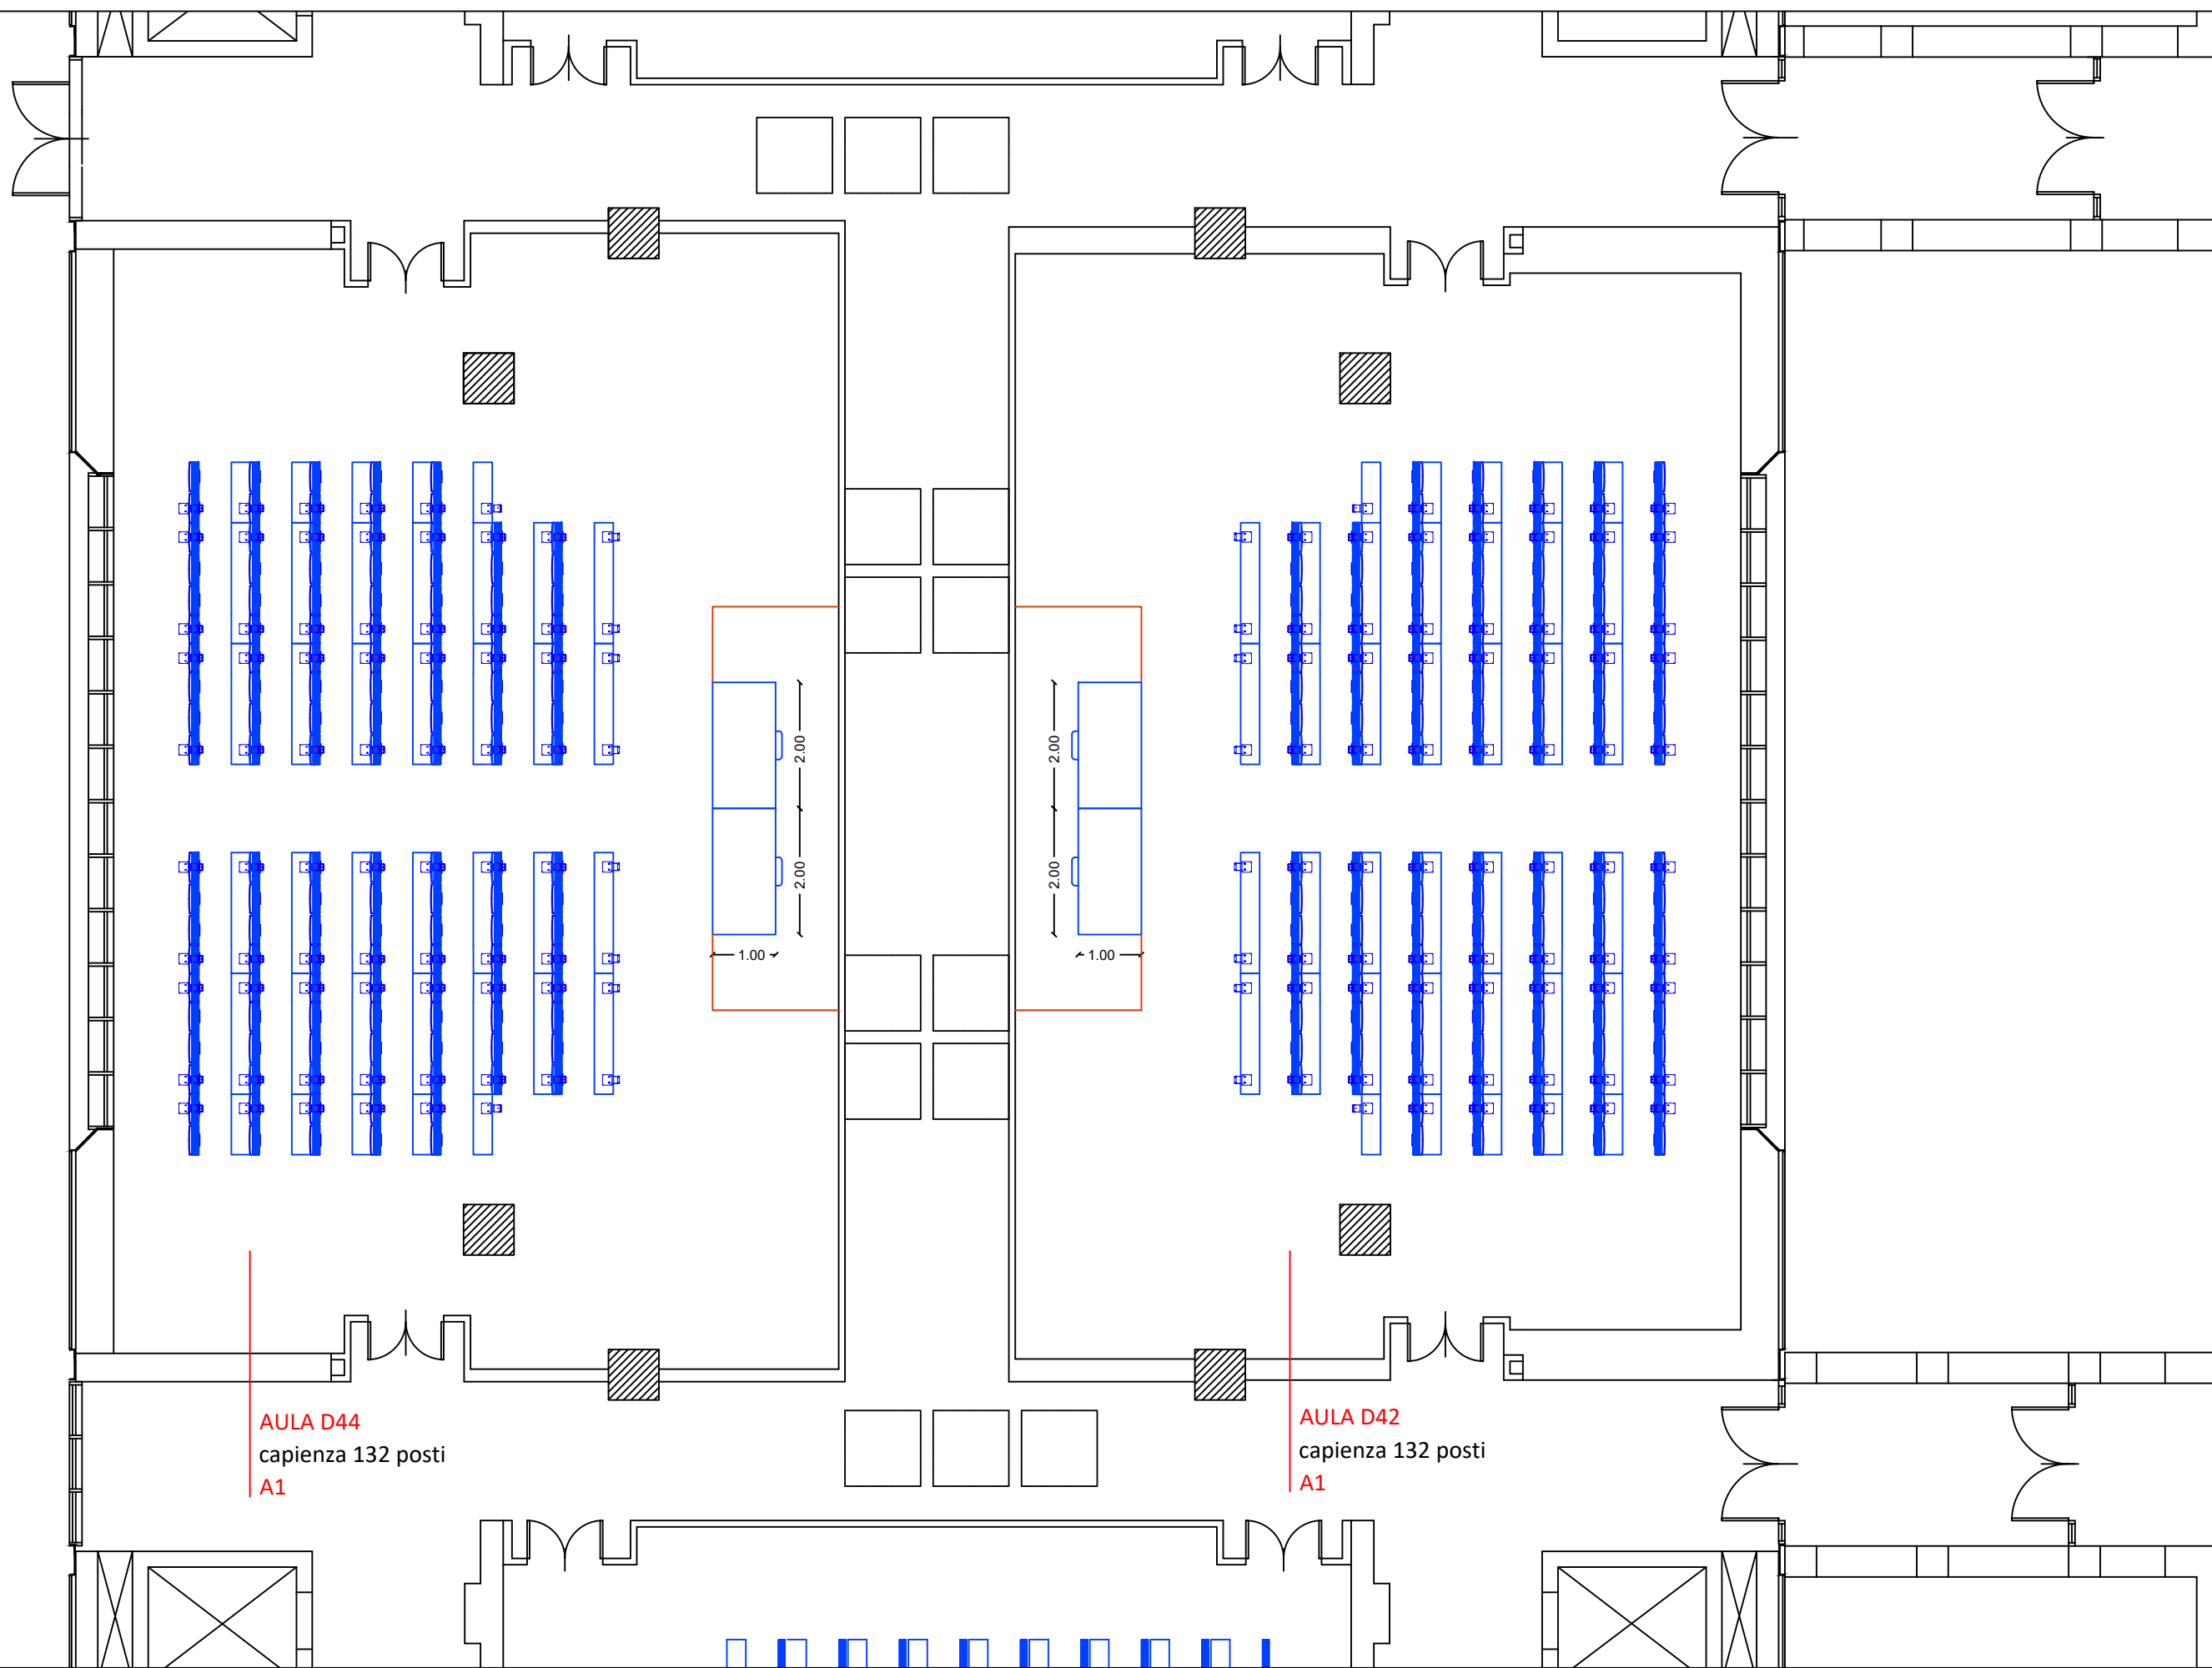 2.00
2.00
2.00
2.00
1.00
1.00
AULA D44
capienza 132 posti
A1
AULA D42
capienza 132 posti
A1